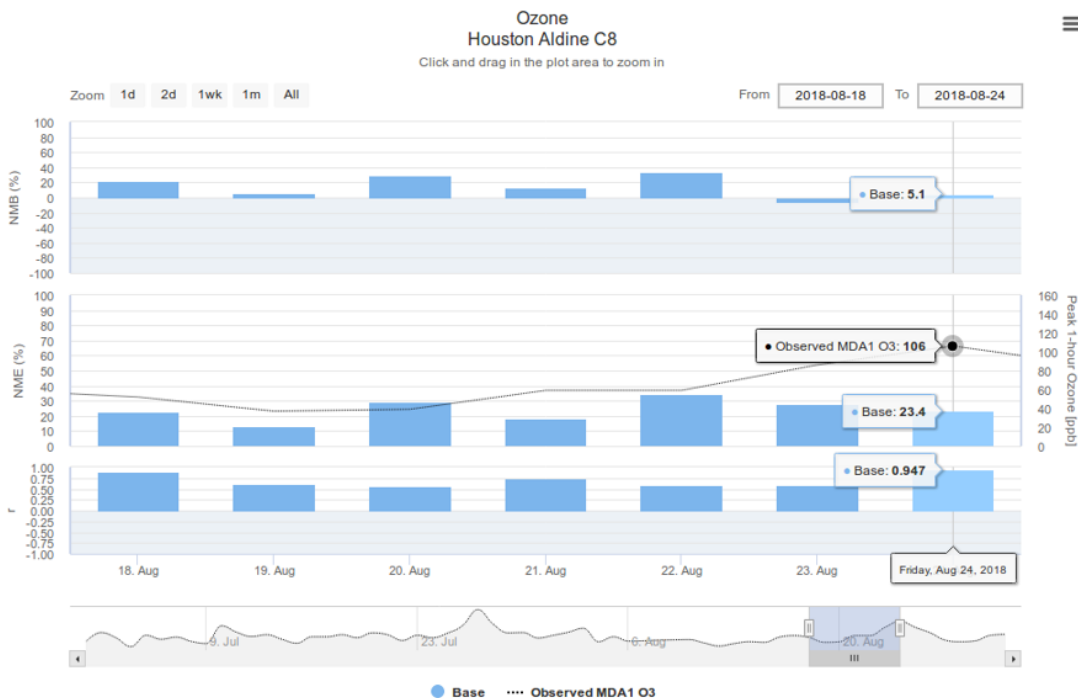 Ozone
Houston Aldine C8
Click and drag in the plot area to zoom in
Zoom 1d 2d 1wk 1m All From 2018-08-18 To 2018-08-24
NMB (%)
100
80
60
40
20
0
-20
-40
-60
-80
-100
Base: 5.1
NME (%)
100
90
80
70
60
50
40
30
20
10
0
Observed MDA1 O3: 106
Base: 23.4
160
140
120
100
80
60
40
20
0
Peak 1-hour Ozone [ppb]
r
1.00
0.75
0.50
0.25
0.00
-0.25
-0.50
-0.75
-1.00
Base: 0.947
18. Aug 19. Aug 20. Aug 21. Aug 22. Aug 23. Aug
Friday, Aug 24, 2018
9. Jul 23. Jul 6. Aug 20. Aug
Base Observed MDA1 O3